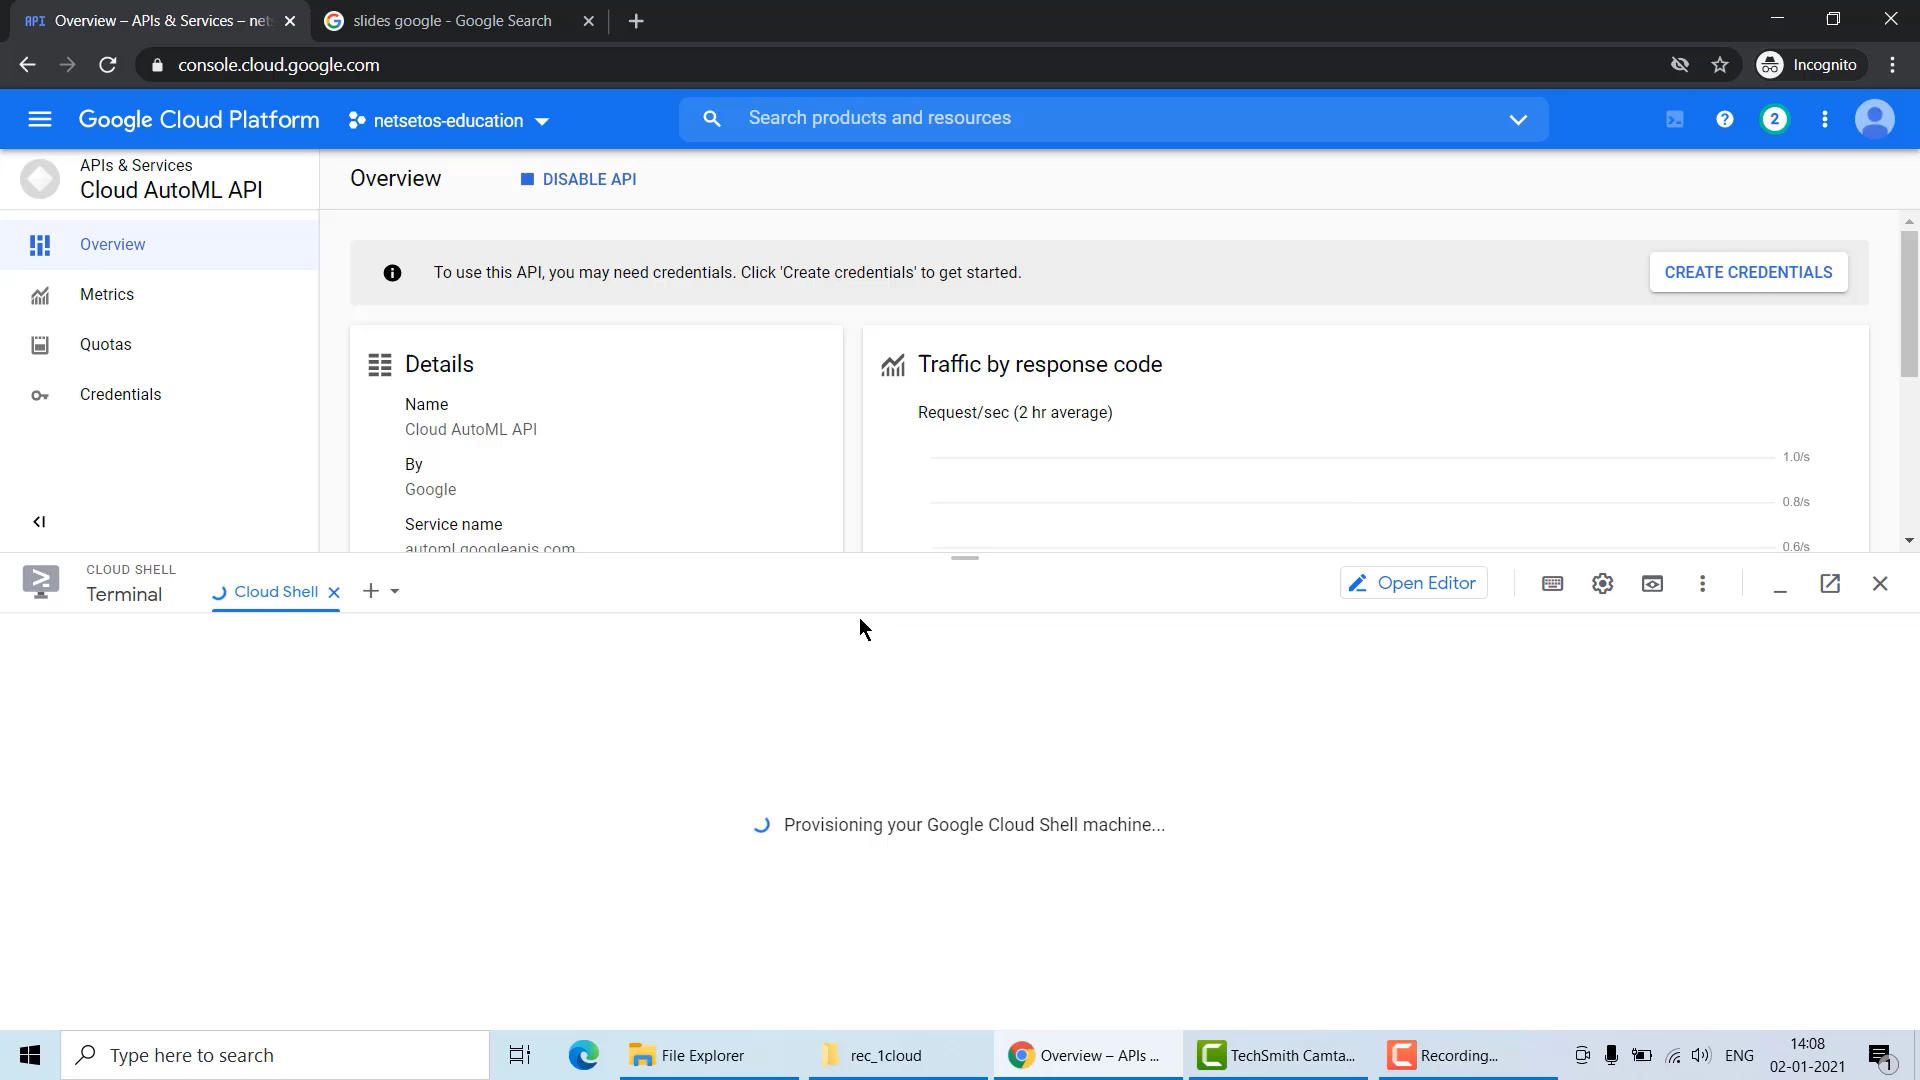 API Overview – APIs & Services – net
slides google - Google Search
console.cloud.google.com
Incognito
Google Cloud Platform
netsetos-education
Search products and resources
2
APIs & Services
Cloud AutoML API
Overview
DISABLE API
Overview
Metrics
Quotas
Credentials
To use this API, you may need credentials. Click 'Create credentials' to get started.
CREATE CREDENTIALS
Details
Name
Cloud AutoML API
By
Google
Service name
automl.googleapis.com
Traffic by response code
Request/sec (2 hr average)
1.0/s
0.8/s
0.6/s
CLOUD SHELL
Terminal
Cloud Shell
Open Editor
Provisioning your Google Cloud Shell machine...
Type here to search
File Explorer
rec_1cloud
Overview – APIs ...
TechSmith Camta...
Recording...
ENG
14:08
02-01-2021
1